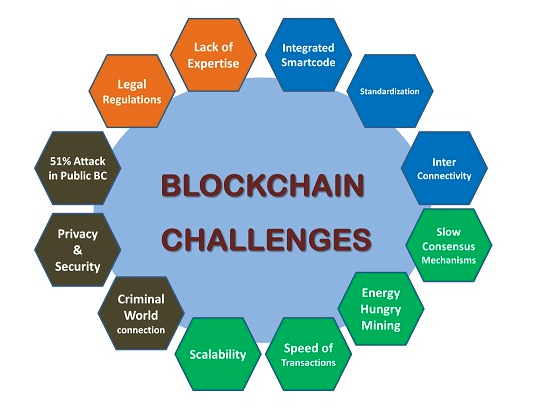 BLOCKCHAIN
CHALLENGES
Lack of
Expertise
Integrated
Smartcode
Standardization
Inter
Connectivity
Slow
Consensus
Mechanisms
Energy
Hungry
Mining
Speed of
Transactions
Scalability
Criminal
World
connection
Privacy
&
Security
51% Attack
in Public BC
Legal
Regulations